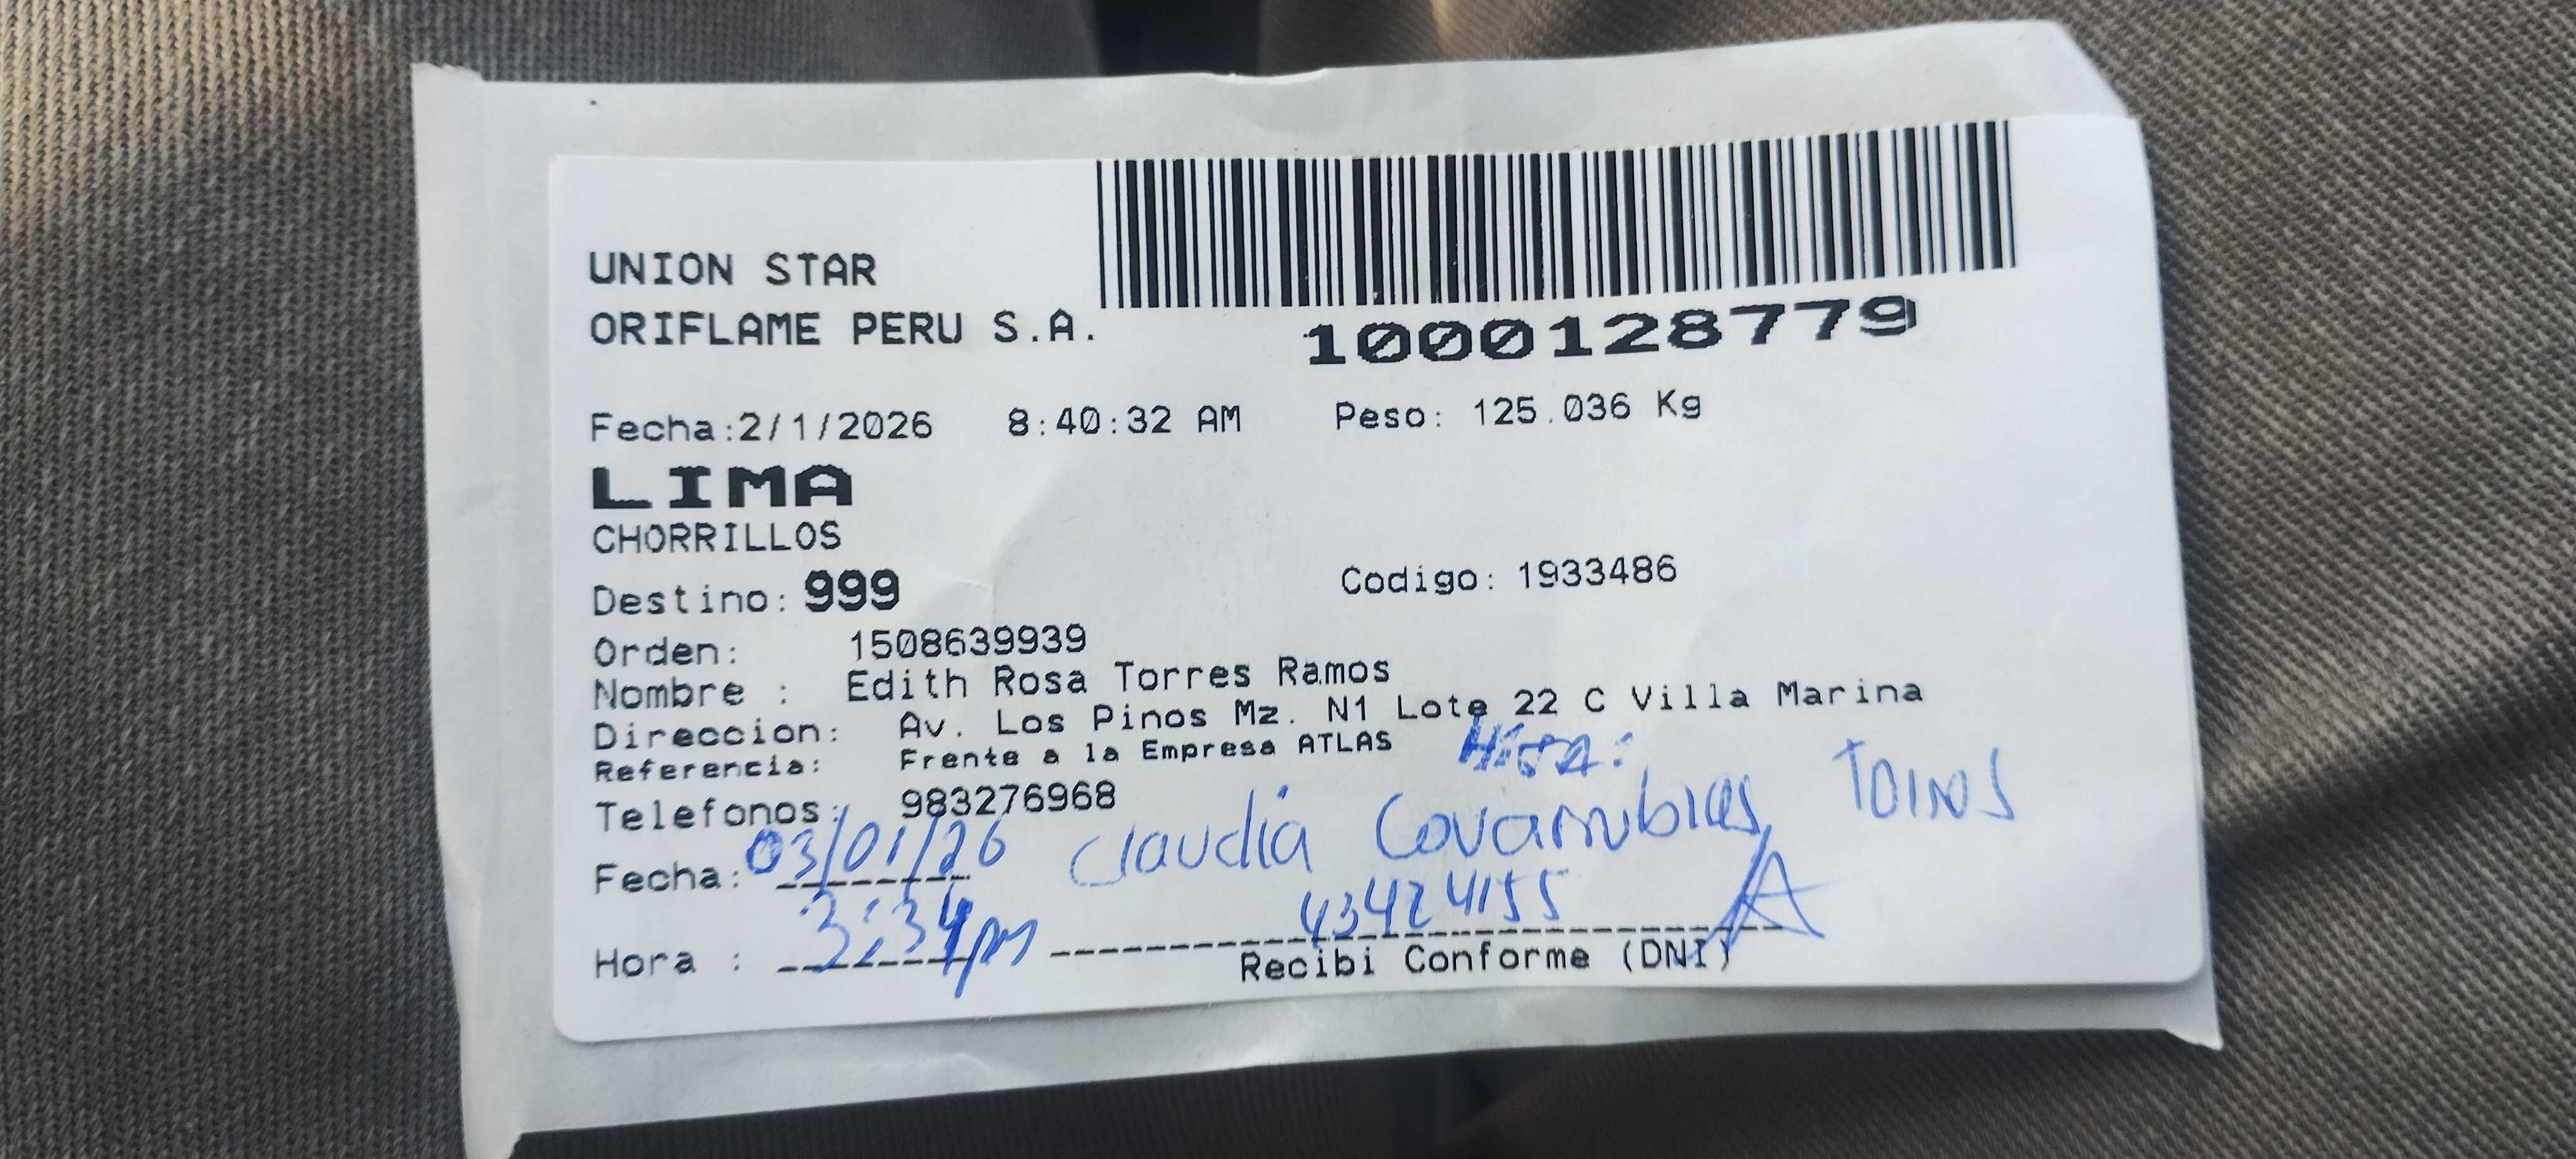 UNION STAR
ORIFLAME PERU S.A.
1000128779
Fecha:2/1/2026 8:40:32 AM Peso: 125.036 Kg
LIMA
CHORRILLOS
Destino: 999 Codigo: 1933486
Orden: 1508639939
Nombre : Edith Rosa Torres Ramos
Direccion: Av. Los Pinos Mz. N1 Lote 22 C Villa Marina
Referencia: Frente a la Empresa ATLAS
Hija:
Telefonos: 983276968
Fecha: 03/01/26 Claudia Covarrubias
Hora : 3:34pm 43424155
Recibi Conforme (DNI)